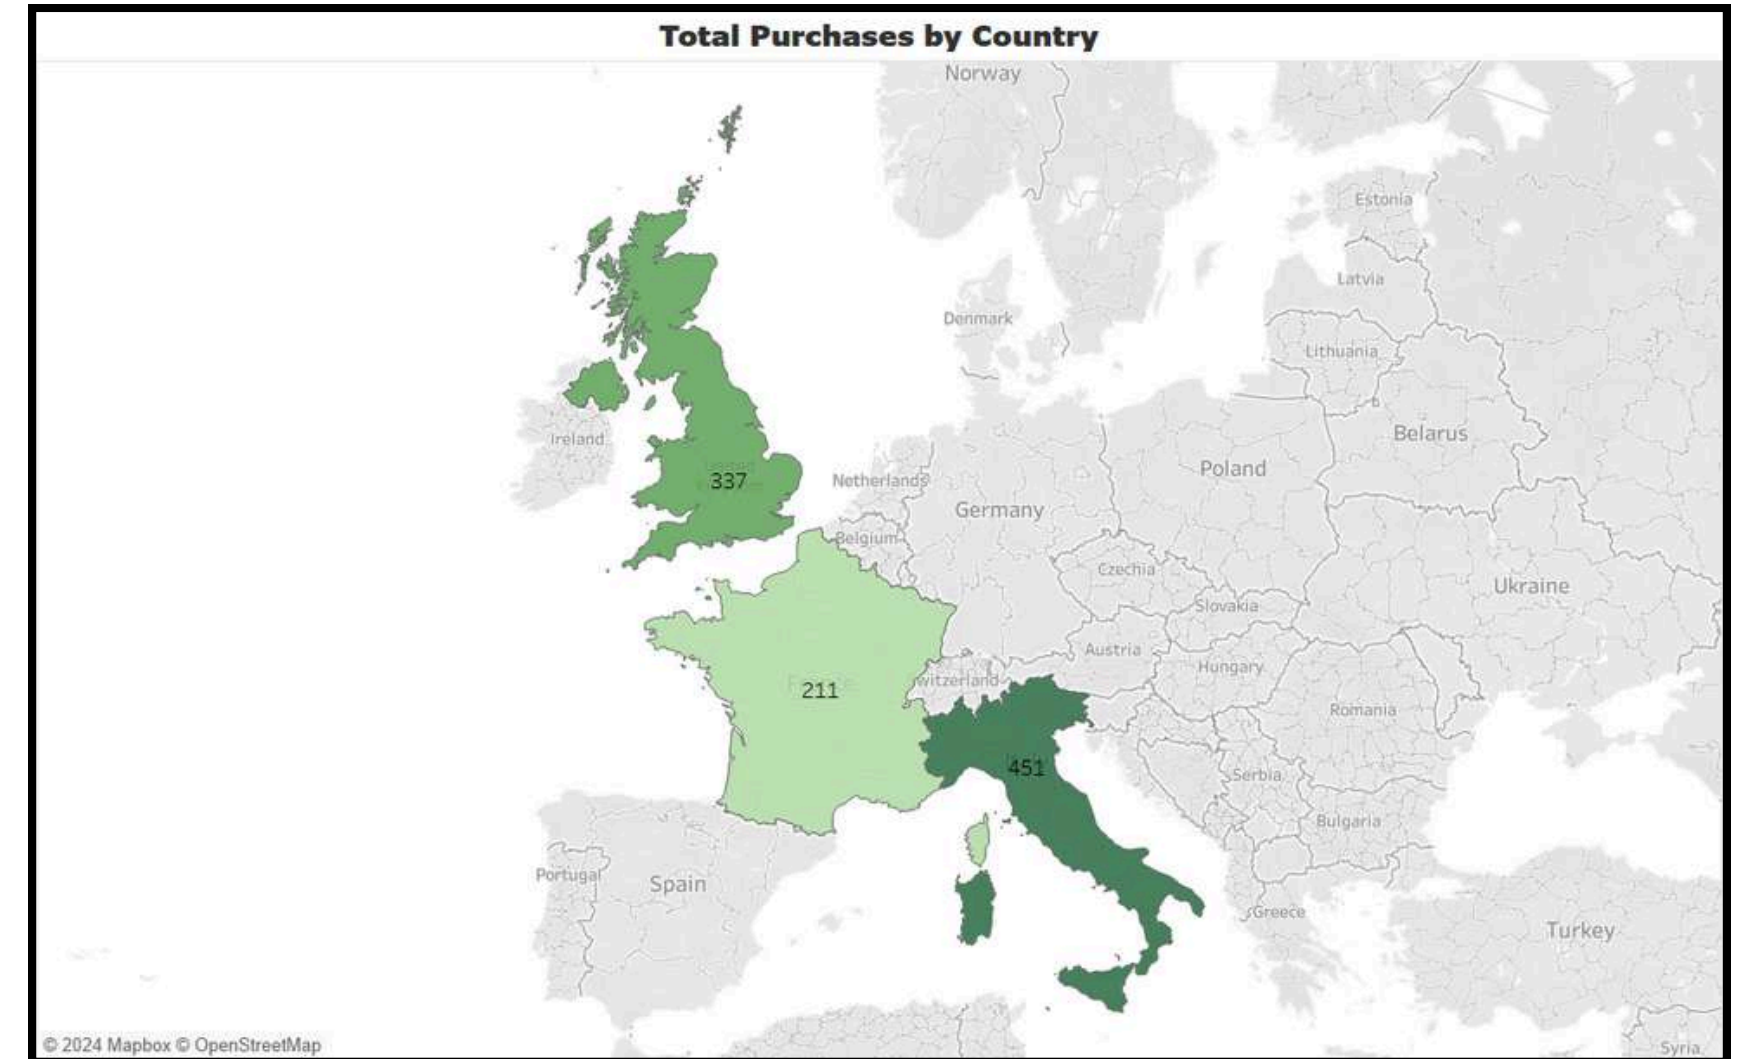 Total Purchases by Country
Norway
Estonia
Latvia
Denmark
Lithuania
Ireland
Belarus
Poland
337
Netherlands
Germany
Belgium
Czechia
Ukraine
Slovakia
Austria
Hungary
witzerland
211
France
Romania
451
Serbia
Bulgaria
Portugal
Spain
Greece
Turkey
© 2024 Mapbox © OpenStreetMap
Syria